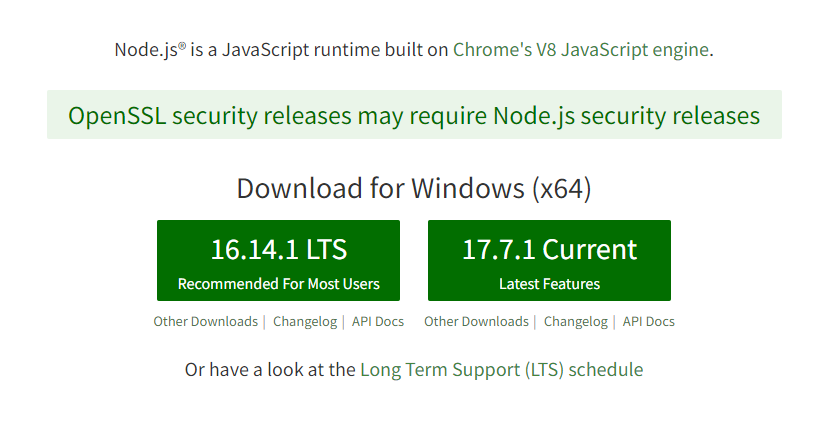 Node.js® is a JavaScript runtime built on Chrome's V8 JavaScript engine.
OpenSSL security releases may require Node.js security releases
Download for Windows (x64)
16.14.1 LTS
Recommended For Most Users
17.7.1 Current
Latest Features
Other Downloads | Changelog | API Docs
Other Downloads | Changelog | API Docs
Or have a look at the Long Term Support (LTS) schedule